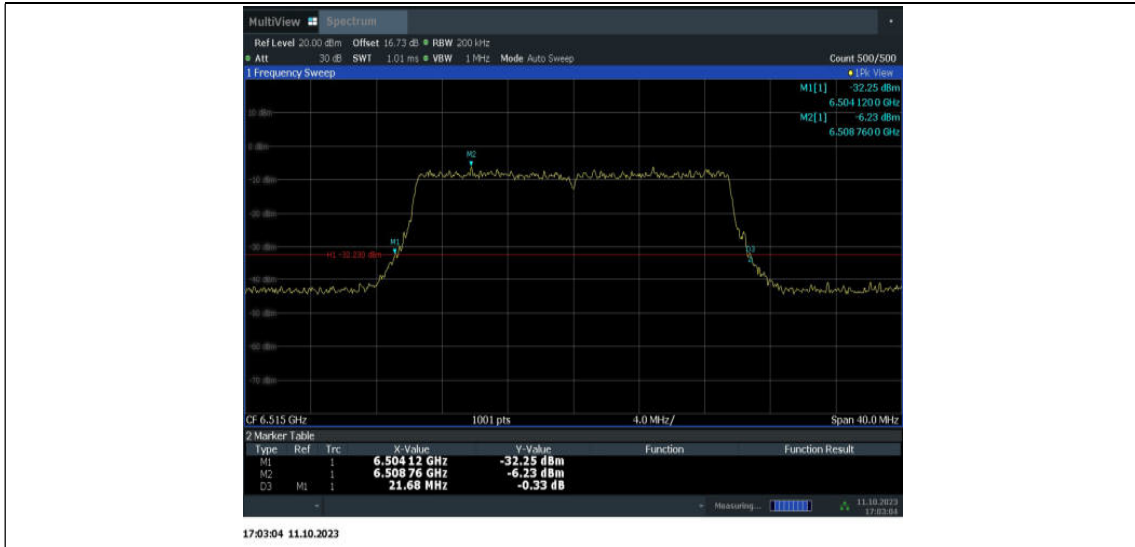 MultiView Spectrum
Ref Level 20.00 dBm Offset 16.73 dB RBW 200 kHz
Att 30 dB SWT 1.01 ms VBW 1 MHz Mode Auto Sweep Count 500/500
1 Frequency Sweep 1Pk View
M1[1] -32.25 dBm
6.504 120 0 GHz
M2[1] -6.23 dBm
6.508 760 0 GHz
10 dBm
0 dBm
M2
-10 dBm
-20 dBm
M1
-30 dBm
D3
H1 -32.230 dBm
-40 dBm
-50 dBm
-60 dBm
-70 dBm
CF 6.515 GHz 1001 pts 4.0 MHz/ Span 40.0 MHz
2 Marker Table
Type Ref Trc X-Value Y-Value Function Function Result
M1 1 6.504 12 GHz -32.25 dBm
M2 1 6.508 76 GHz -6.23 dBm
D3 M1 1 21.68 MHz -0.33 dB
Measuring... 11.10.2023
17:03:04
17:03:04 11.10.2023